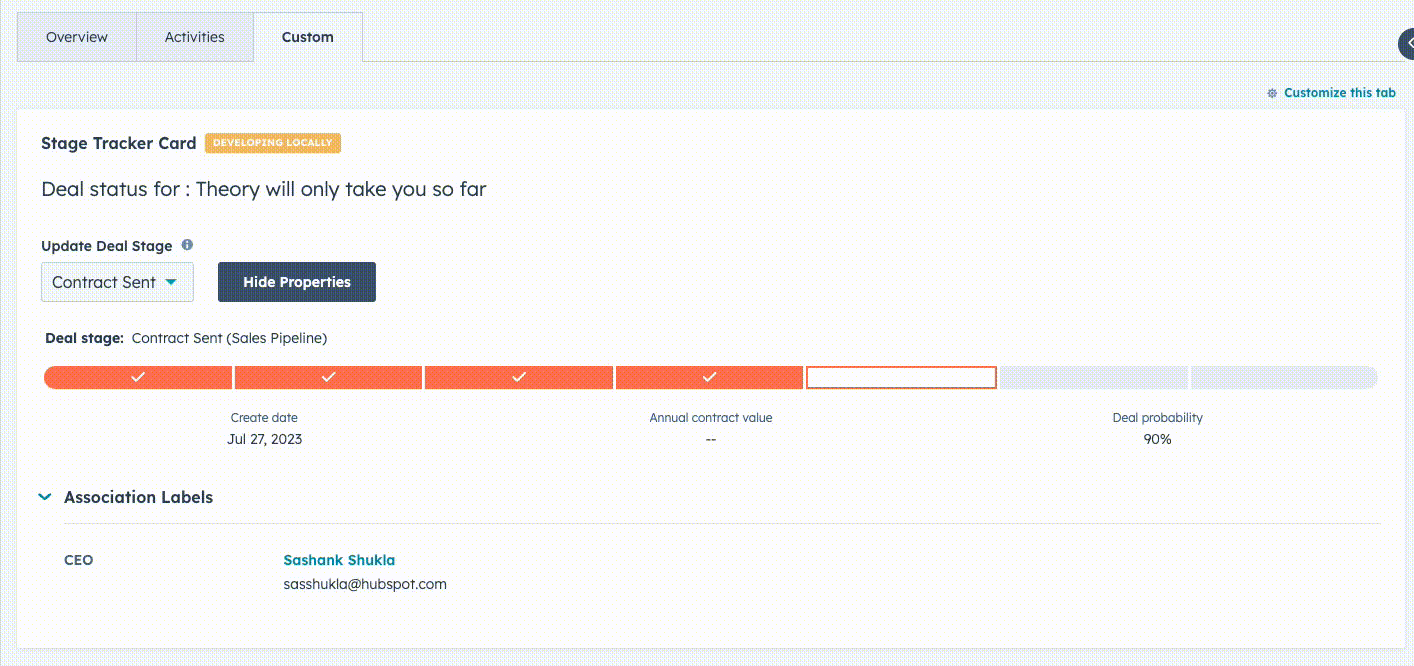 Overview Activities Custom
Customize this tab
Stage Tracker Card DEVELOPING LOCALLY
Deal status for : Theory will only take you so far
Update Deal Stage
Contract Sent Hide Properties
Deal stage: Contract Sent (Sales Pipeline)
Create date Annual contract value Deal probability
Jul 27, 2023 -- 90%
Association Labels
CEO Sashank Shukla
sasshukla@hubspot.com